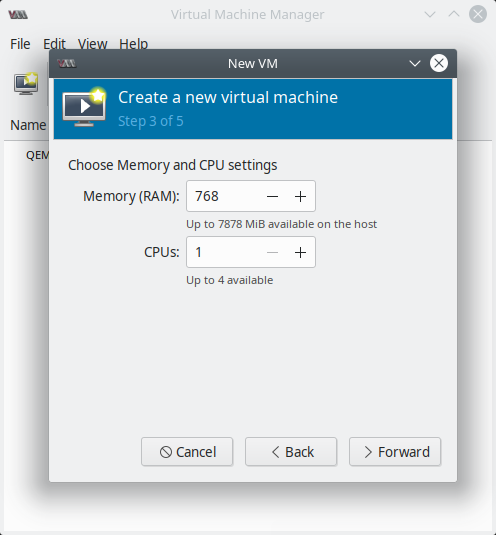 Virtual Machine Manager
File Edit View Help
New VM
Create a new virtual machine
Step 3 of 5
Name
QEM
Choose Memory and CPU settings
Memory (RAM): 768
Up to 7878 MiB available on the host
CPUs: 1
Up to 4 available
Cancel Back Forward